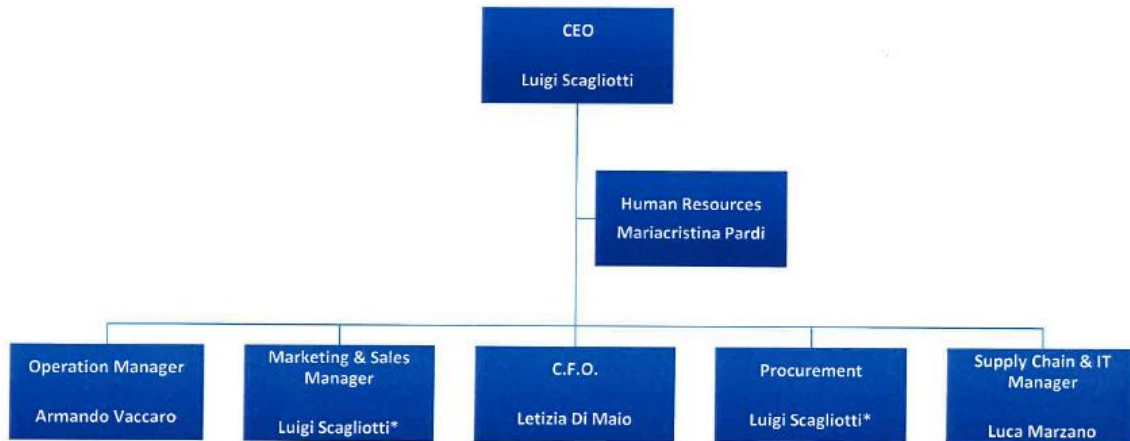 CEO
Luigi Scagliotti
Human Resources
Mariacristina Pardi
Operation Manager
Armando Vaccaro
Marketing & Sales
Manager
Luigi Scagliotti*
C.F.O.
Letizia Di Maio
Procurement
Luigi Scagliotti*
Supply Chain & IT
Manager
Luca Marzano